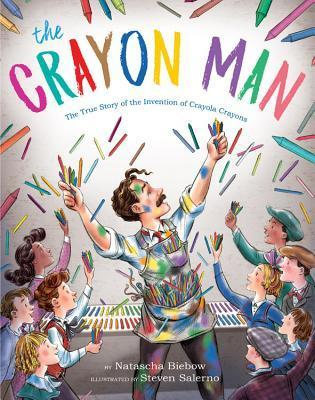 the
CRAYON MAN
The True Story of the Invention of Crayola Crayons
BY Natascha Biebow
ILLUSTRATED BY Steven Salerno